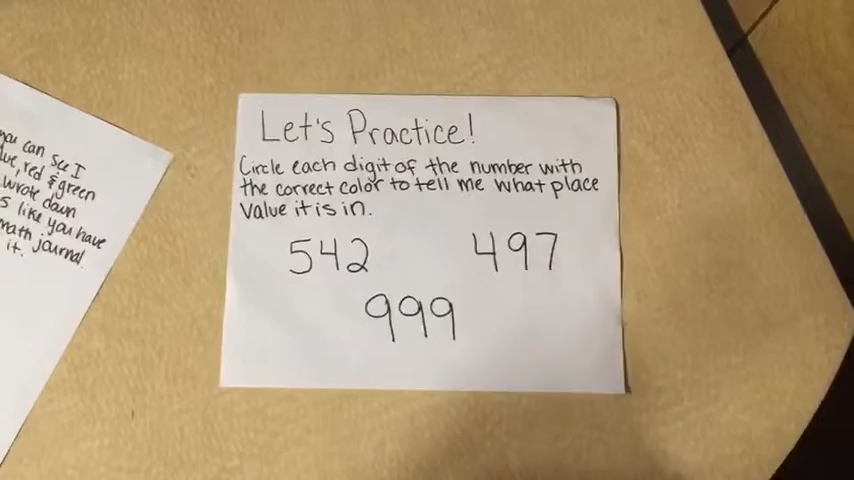 you can see I
red & green
wrote down
like you have
math journal
it.
Let's Practice!
Circle each digit of the number with
the correct color to tell me what place
value it is in.
542 497
999